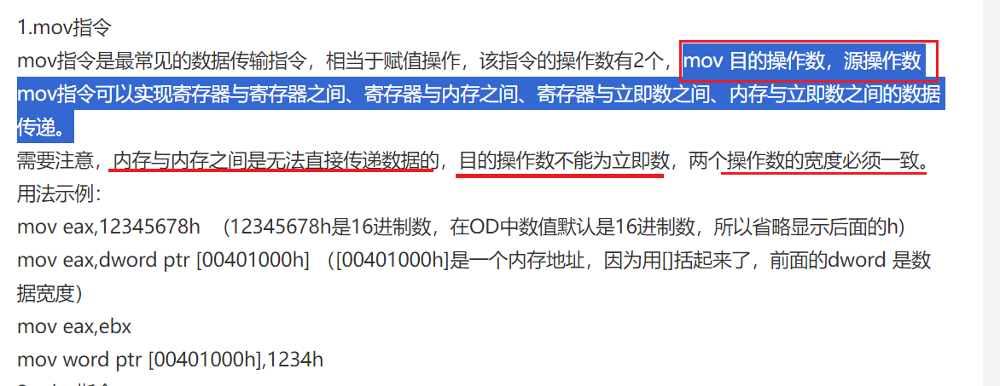 1.mov指令
mov指令是最常见的数据传输指令，相当于赋值操作，该指令的操作数有2个，mov 目的操作数，源操作数
mov指令可以实现寄存器与寄存器之间、寄存器与内存之间、寄存器与立即数之间、内存与立即数之间的数据
传递。
需要注意，内存与内存之间是无法直接传递数据的，目的操作数不能为立即数，两个操作数的宽度必须一致。
用法示例：
mov eax,12345678h （12345678h是16进制数，在OD中数值默认是16进制数，所以省略显示后面的h)
mov eax,dword ptr [00401000h] （[00401000h]是一个内存地址，因为用[]括起来了，前面的dword 是数
据宽度）
mov eax,ebx
mov word ptr [00401000h],1234h